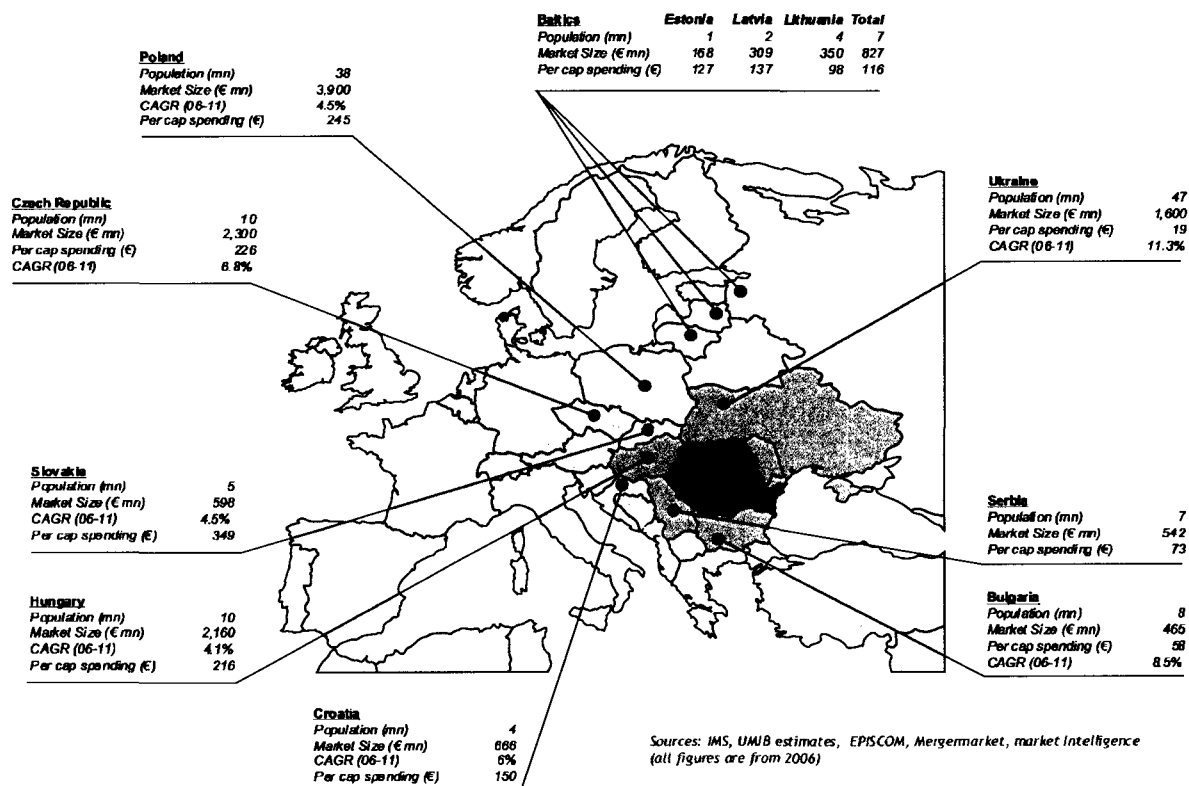 Baltics Estonia Latvia Lithuania Total
Population (mn) 1 2 4 7
Market Size (€ mn) 168 309 350 827
Per cap spending (€) 127 137 98 116
Poland
Population (mn) 38
Market Size (€ mn) 3,900
CAGR (06-11) 4.5%
Per cap spending (€) 245
Czech Republic
Population (mn) 10
Market Size (€ mn) 2,300
Per cap spending (€) 226
CAGR (06-11) 6.8%
Ukraine
Population (mn) 47
Market Size (€ mn) 1,600
Per cap spending (€) 19
CAGR (06-11) 11.3%
Slovakia
Population (mn) 5
Market Size (€ mn) 598
CAGR (06-11) 4.5%
Per cap spending (€) 349
Serbia
Population (mn) 7
Market Size (€ mn) 542
Per cap spending (€) 73
Hungary
Population (mn) 10
Market Size (€ mn) 2,160
CAGR (06-11) 4.1%
Per cap spending (€) 216
Bulgaria
Population (mn) 8
Market Size (€ mn) 465
Per cap spending (€) 58
CAGR (06-11) 8.5%
Croatia
Population (mn) 4
Market Size (€ mn) 666
CAGR (06-11) 6%
Per cap spending (€) 150
Sources: IMS, UMIB estimates, EPISCOM, Mergermarket, market intelligence
(all figures are from 2006)